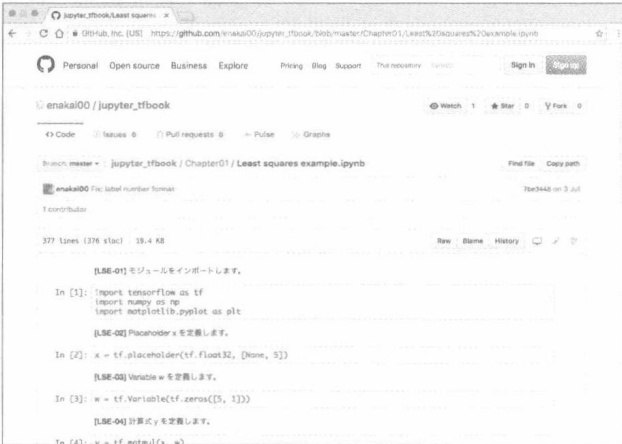 jupyter_tfbook/Least squares
GitHub, Inc. [US] https://github.com/enakai00/jupyter_tfbook/blob/master/Chapter01/Least%20squares%20example.ipynb
Personal Open source Business Explore Pricing Blog Support This repository Sign in Sign up
enakai00 / jupyter_tfbook Watch 1 Star 0 Fork 0
Code Issues 0 Pull requests 0 Pulse Graphs
Branch: master jupyter_tfbook / Chapter01 / Least squares example.ipynb Find file Copy path
enakai00 Fix: label number format 7be3448 on 3 Jul
1 contributor
377 lines (376 sloc) 19.4 KB Raw Blame History
[LSE-01] モジュールをインポートします。
In [1]: import tensorflow as tf
import numpy as np
import matplotlib.pyplot as plt
[LSE-02] Placeholder x を定義します。
In [2]: x = tf.placeholder(tf.float32, [None, 5])
[LSE-03] Variable w を定義します。
In [3]: w = tf.Variable(tf.zeros([5, 1]))
[LSE-04] 計算式 y を定義します。
In [4]: y = tf.matmul(x, w)